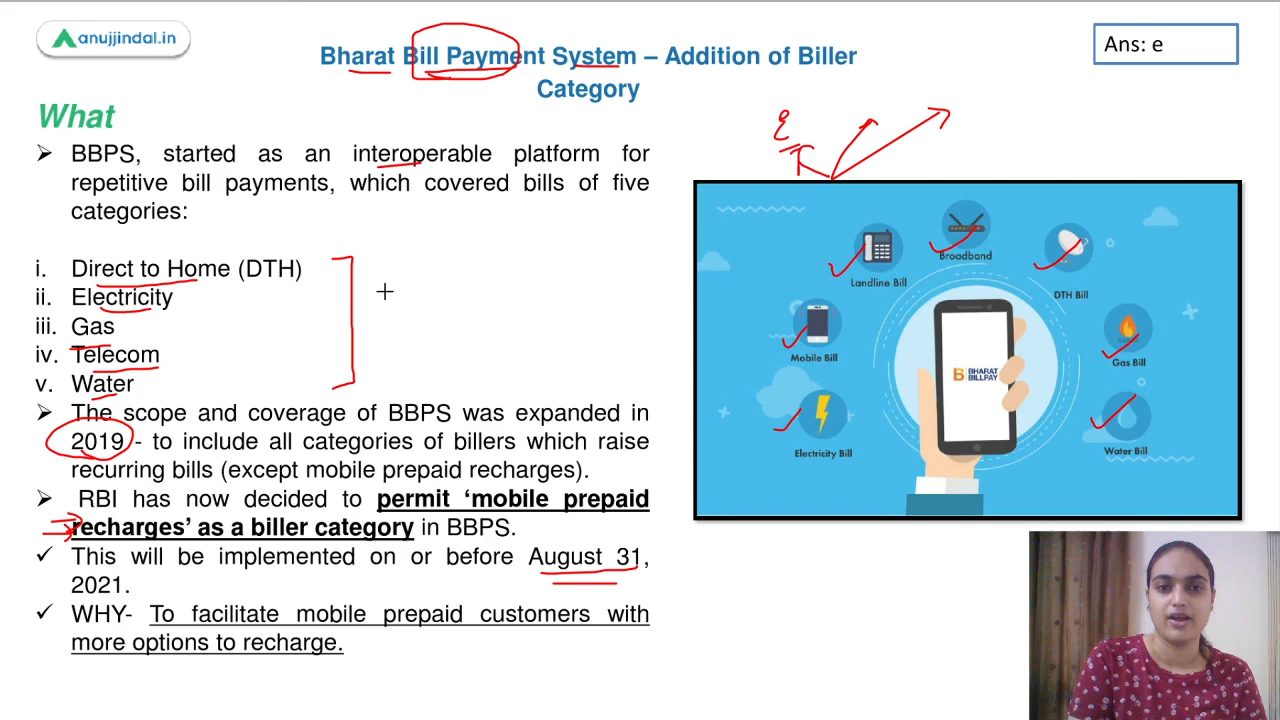 anujjindal.in
Bharat Bill Payment System – Addition of Biller
Category
Ans: e
What
➢ BBPS, started as an interoperable platform for
repetitive bill payments, which covered bills of five
categories:
i. Direct to Home (DTH)
ii. Electricity
iii. Gas
iv. Telecom
v. Water
➢ The scope and coverage of BBPS was expanded in
2019 - to include all categories of billers which raise
recurring bills (except mobile prepaid recharges).
➢ RBI has now decided to permit ‘mobile prepaid
recharges’ as a biller category in BBPS.
✓ This will be implemented on or before August 31,
2021.
✓ WHY- To facilitate mobile prepaid customers with
more options to recharge.
Broadband
Landline Bill
DTH Bill
Mobile Bill
Gas Bill
BHARAT
BILLPAY
Electricity Bill
Water Bill